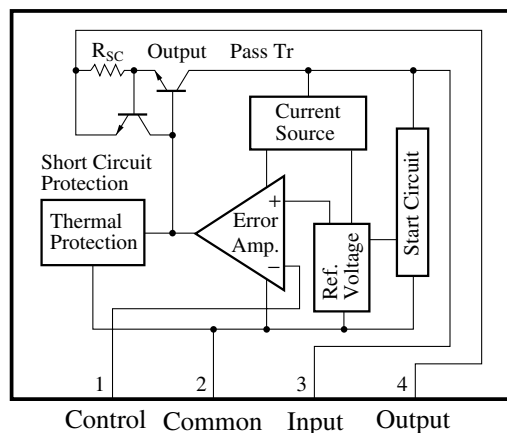 R_SC Output Pass Tr
Current
Source
Short Circuit
Protection
Thermal
Protection
+
Error
Amp.
−
Ref.
Voltage
Start Circuit
1 2 3 4
Control Common Input Output